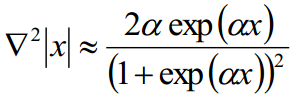 ∇²|x| ≈ 2α exp(αx) / (1 + exp(αx))²